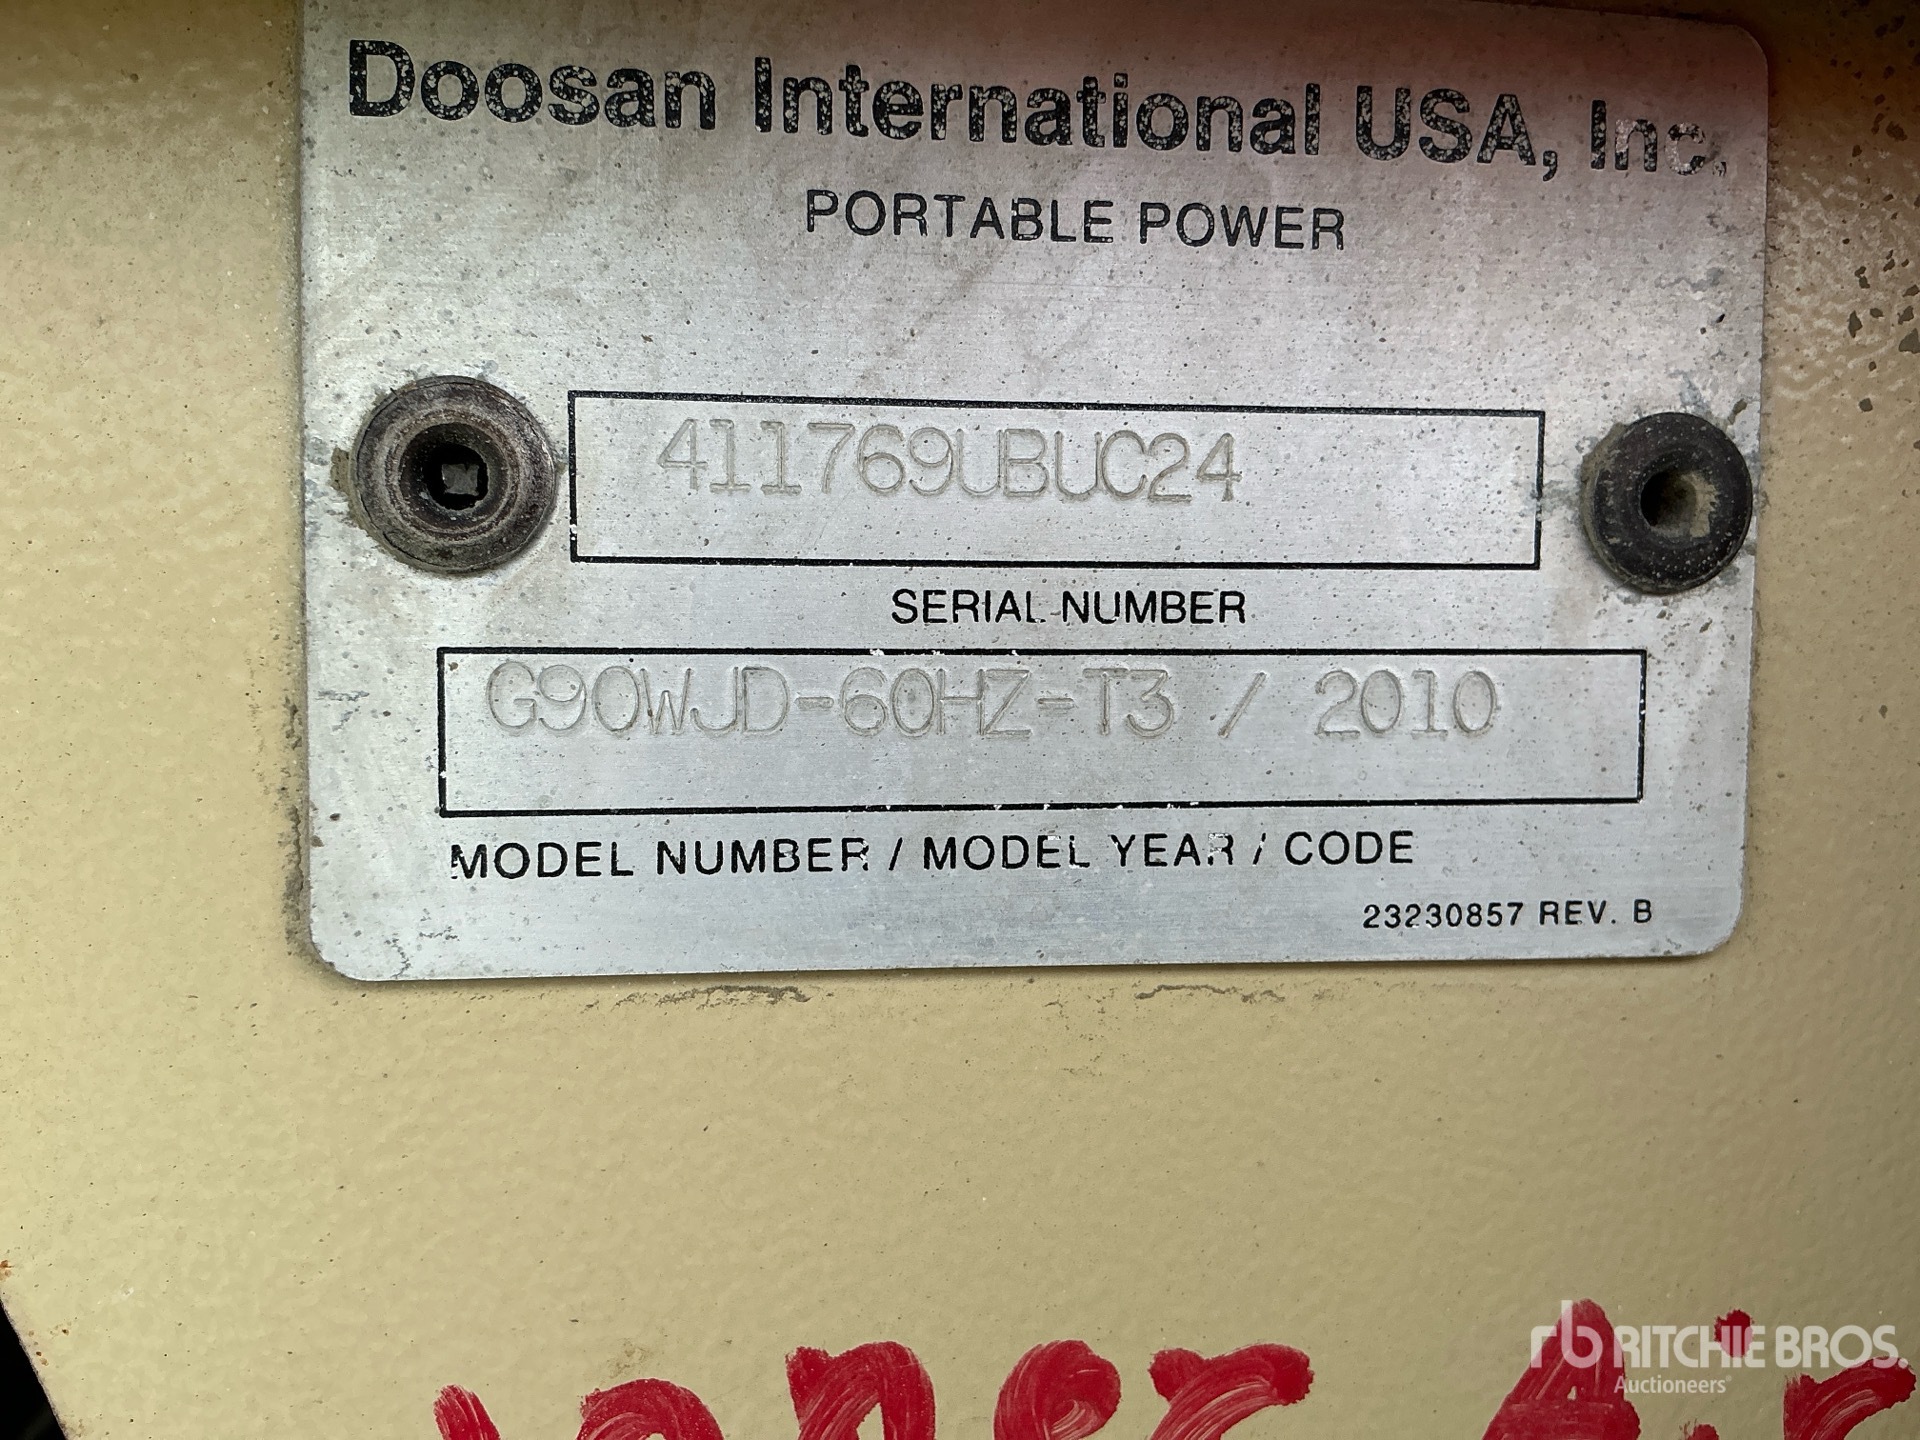 Doosan International USA, Inc.
PORTABLE POWER
411769UBUC24
SERIAL NUMBER
G90WJD-60HZ-T3 / 2010
MODEL NUMBER / MODEL YEAR / CODE
23230857 REV. B
rb RITCHIE BROS.
Auctioneers